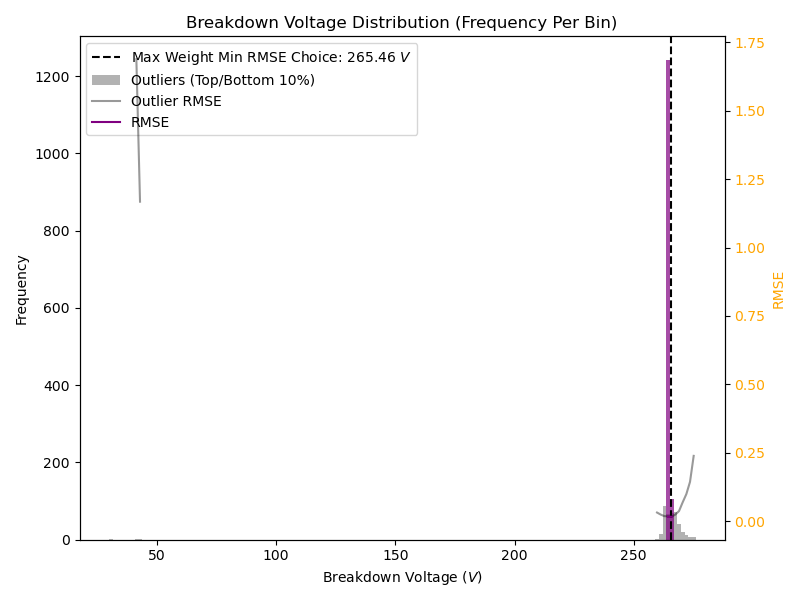 Breakdown Voltage Distribution (Frequency Per Bin)
Max Weight Min RMSE Choice: 265.46 V
Outliers (Top/Bottom 10%)
Outlier RMSE
RMSE
Frequency
1200
1000
800
600
400
200
0
1.75
1.50
1.25
1.00
0.75
0.50
0.25
0.00
RMSE
50 100 150 200 250
Breakdown Voltage (V)